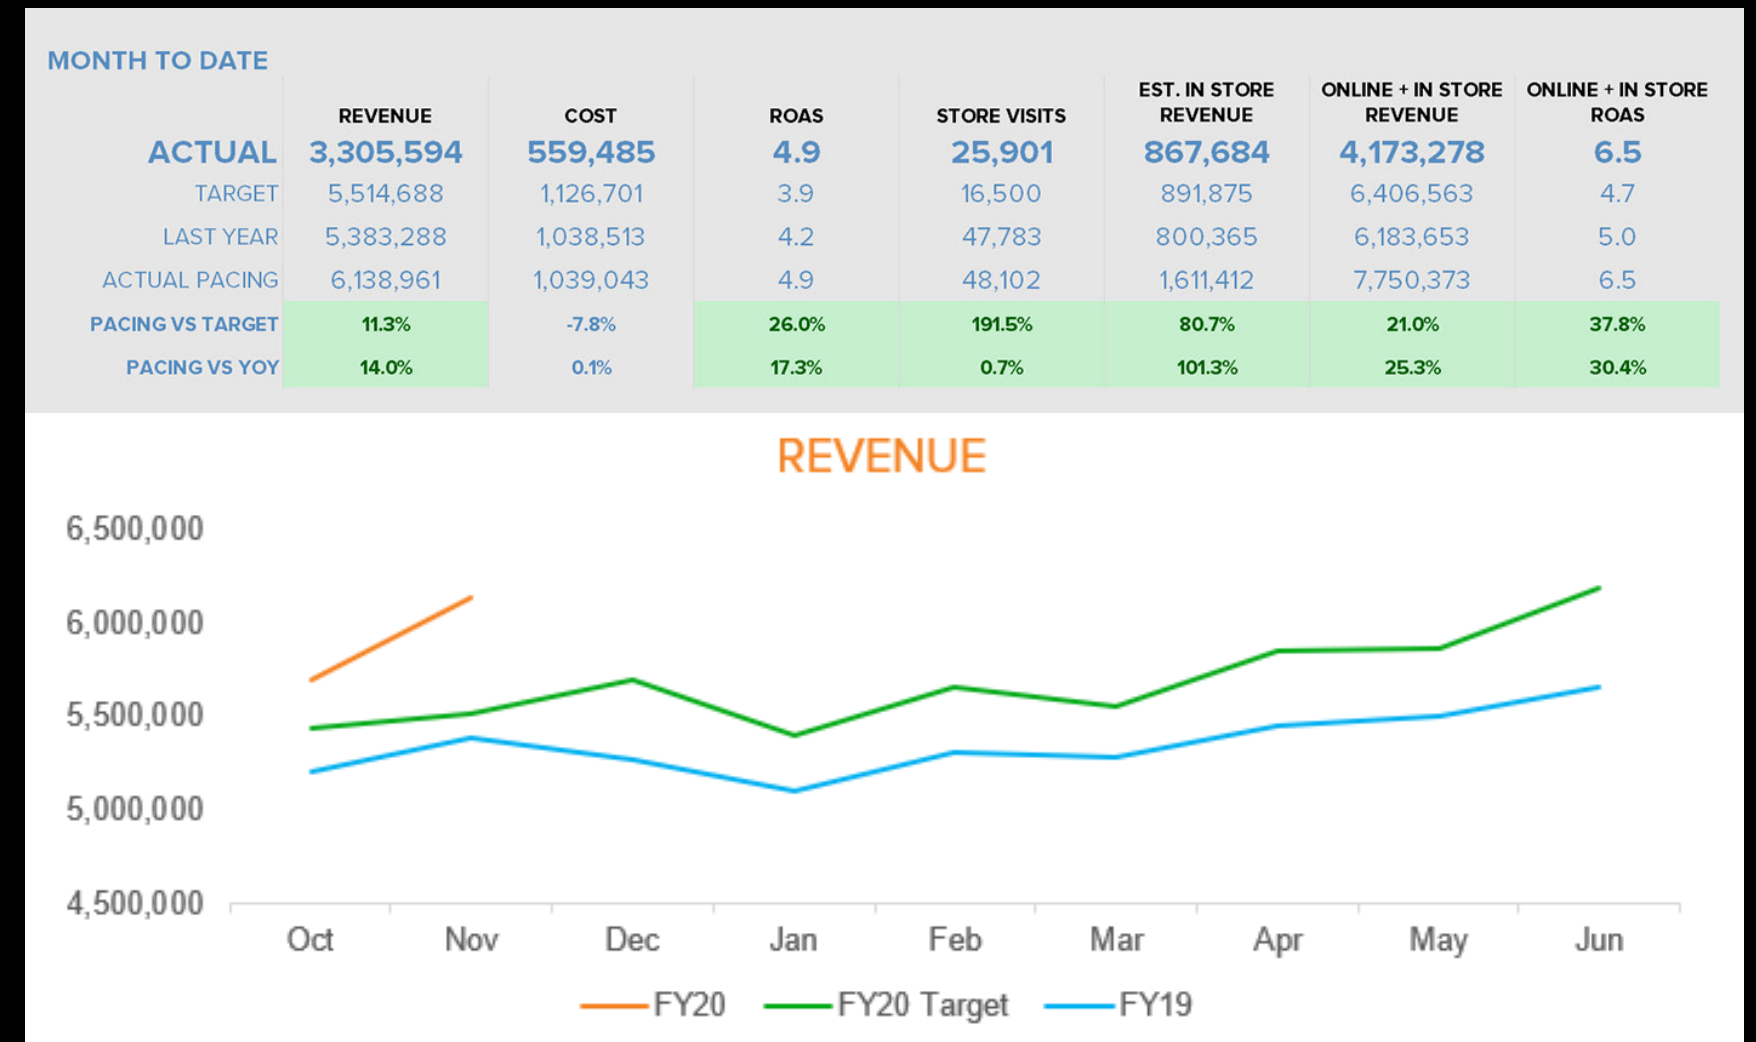 MONTH TO DATE
REVENUE COST ROAS STORE VISITS EST. IN STORE REVENUE ONLINE + IN STORE REVENUE ONLINE + IN STORE ROAS
ACTUAL 3,305,594 559,485 4.9 25,901 867,684 4,173,278 6.5
TARGET 5,514,688 1,126,701 3.9 16,500 891,875 6,406,563 4.7
LAST YEAR 5,383,288 1,038,513 4.2 47,783 800,365 6,183,653 5.0
ACTUAL PACING 6,138,961 1,039,043 4.9 48,102 1,611,412 7,750,373 6.5
PACING VS TARGET 11.3% -7.8% 26.0% 191.5% 80.7% 21.0% 37.8%
PACING VS YOY 14.0% 0.1% 17.3% 0.7% 101.3% 25.3% 30.4%
REVENUE
6,500,000
6,000,000
5,500,000
5,000,000
4,500,000
Oct Nov Dec Jan Feb Mar Apr May Jun
FY20 FY20 Target FY19